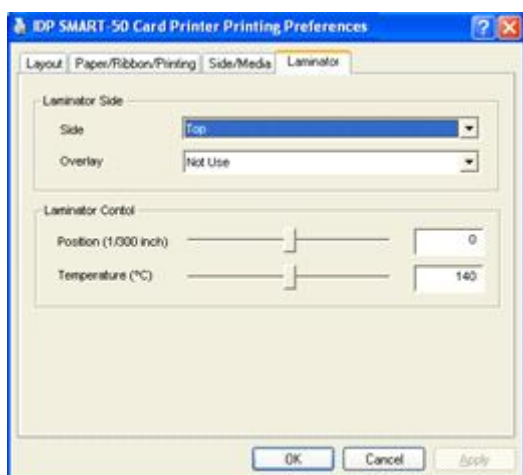 IDP SMART-50 Card Printer Printing Preferences
Layout Paper/Ribbon/Printing Side/Media Laminator
Laminator Side
Side Top
Overlay Not Use
Laminator Contol
Position (1/300 inch) 0
Temperature (°C) 140
OK Cancel Apply